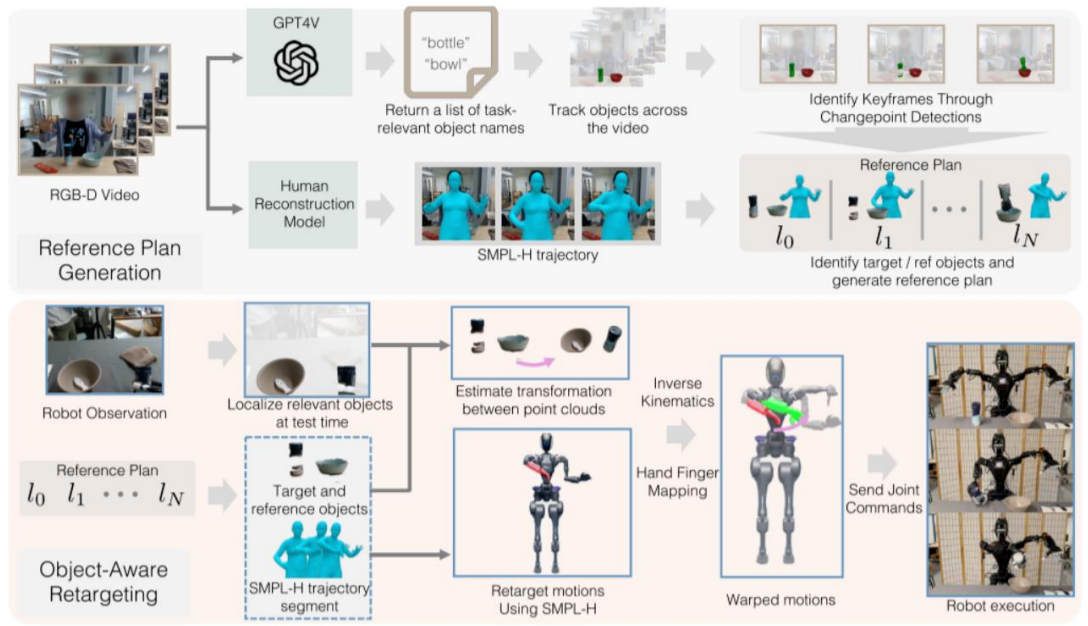 GPT4V
"bottle"
"bowl"
Return a list of task-
relevant object names
Track objects across
the video
Identify Keyframes Through
Changepoint Detections
RGB-D Video
Human
Reconstruction
Model
SMPL-H trajectory
Reference Plan
l0 l1 ••• lN
Identify target / ref objects and
generate reference plan
Reference Plan
Generation
Robot Observation
Localize relevant objects
at test time
Estimate transformation
between point clouds
Reference Plan
l0 l1 ••• lN
Target and
reference objects
SMPL-H trajectory
segment
Retarget motions
Using SMPL-H
Inverse
Kinematics
Hand Finger
Mapping
Warped motions
Send Joint
Commands
Robot execution
Object-Aware
Retargeting